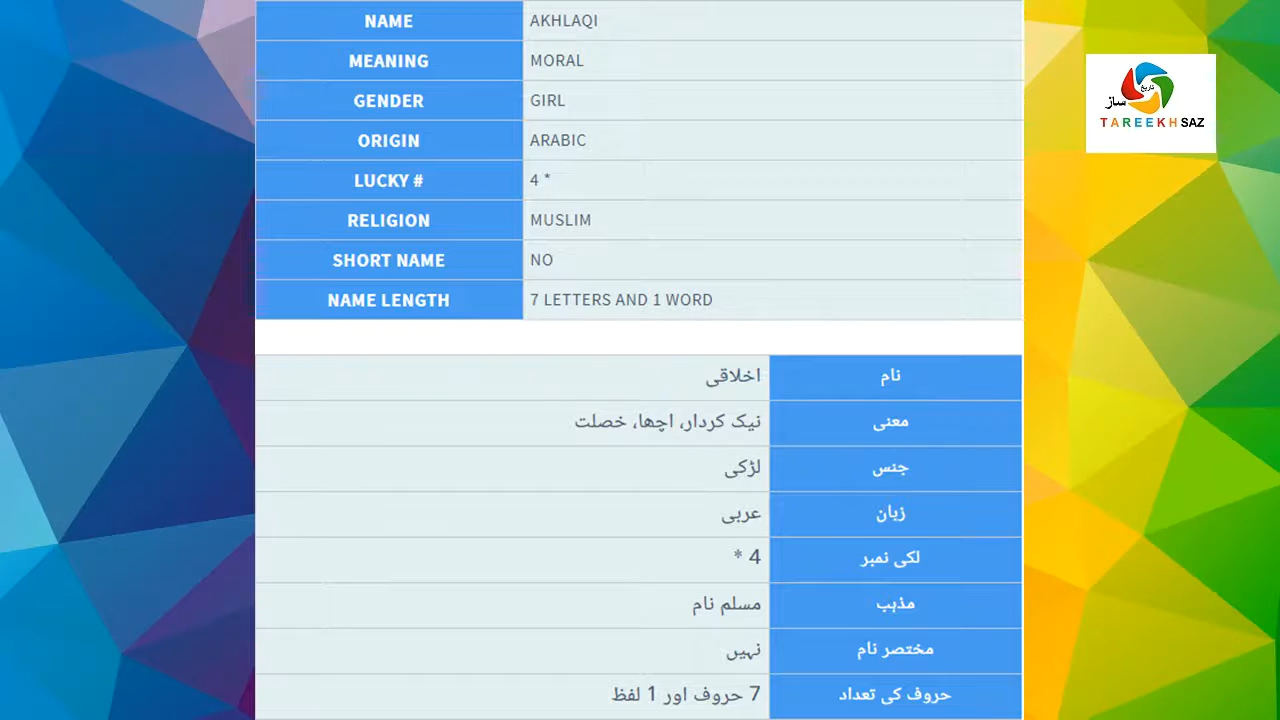 NAME AKHLAQI
MEANING MORAL
GENDER GIRL
ORIGIN ARABIC
LUCKY # 4 *
RELIGION MUSLIM
SHORT NAME NO
NAME LENGTH 7 LETTERS AND 1 WORD
تاریخ
ساز
TAREEKH SAZ
نام اخلاقی
معنی نیک کردار، اچھا، خصلت
جنس لڑکی
زبان عربی
لکی نمبر 4 *
مذہب مسلم نام
مختصر نام نہیں
حروف کی تعداد 7 حروف اور 1 لفظ